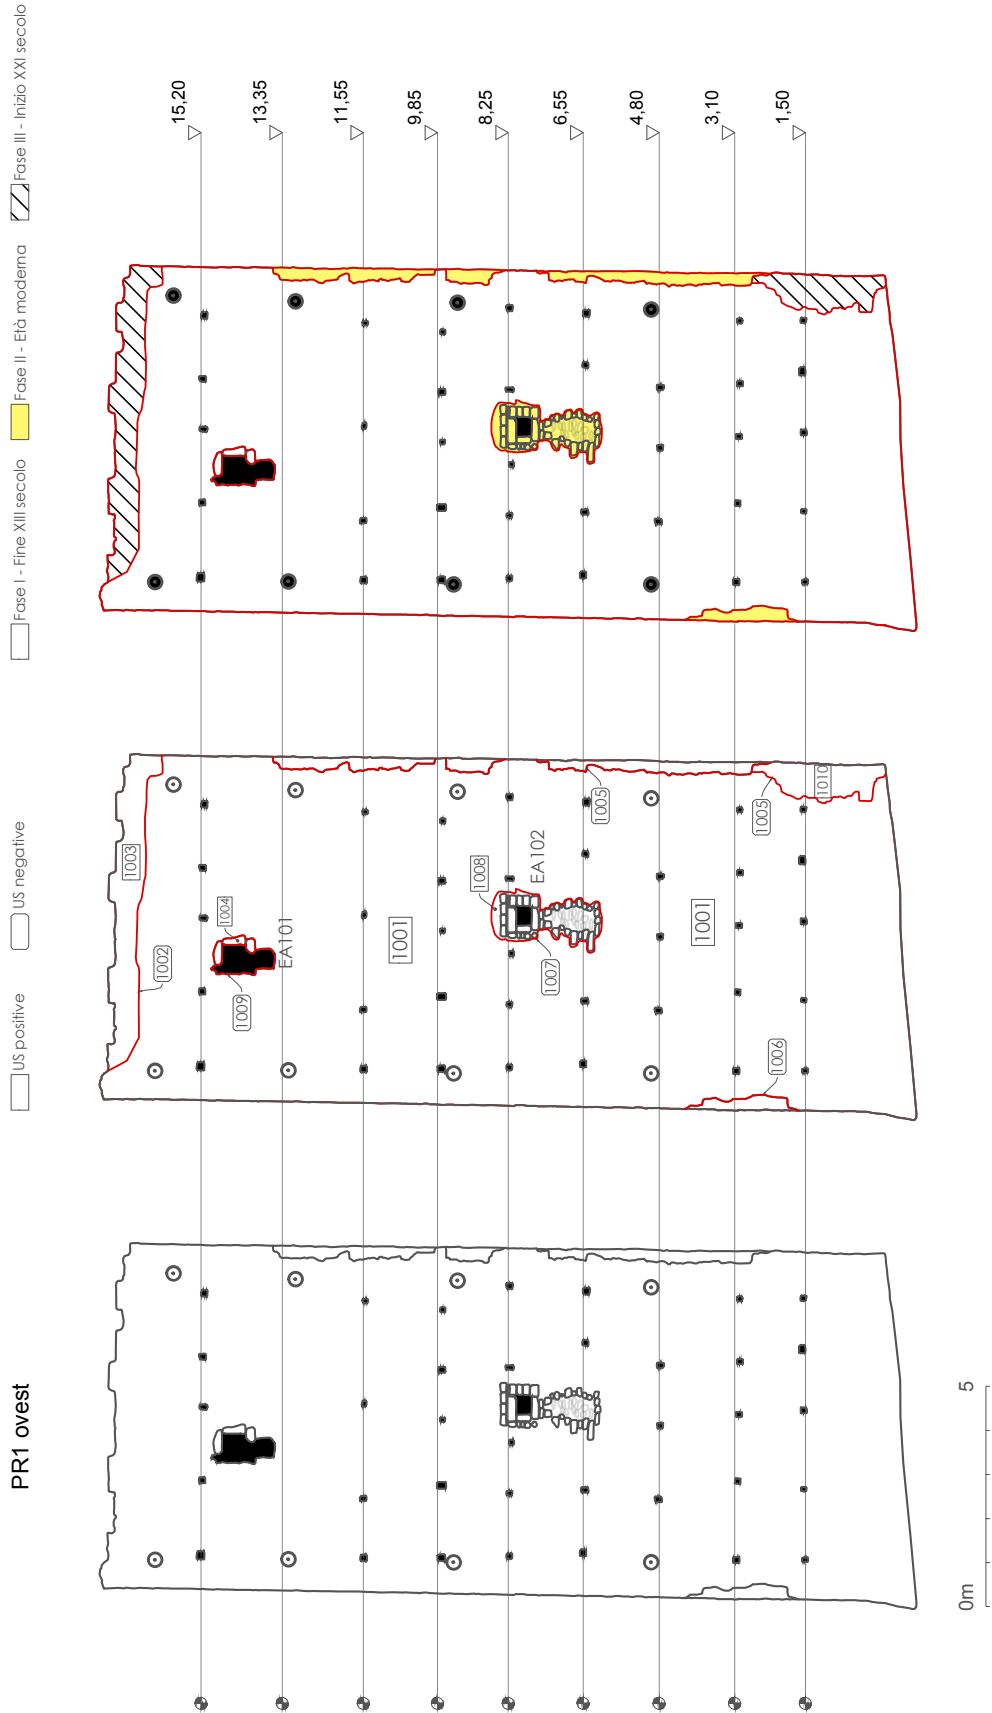 PR1 ovest
US positive
US negative
Fase I - Fine XIII secolo
Fase II - Età moderna
Fase III - Inizio XXI secolo
15,20
13,35
11,55
9,85
8,25
6,55
4,80
3,10
1,50
1003
1002
1004
1009
EA101
1001
1008
EA102
1007
1005
1001
1005
1010
1006
0m
5